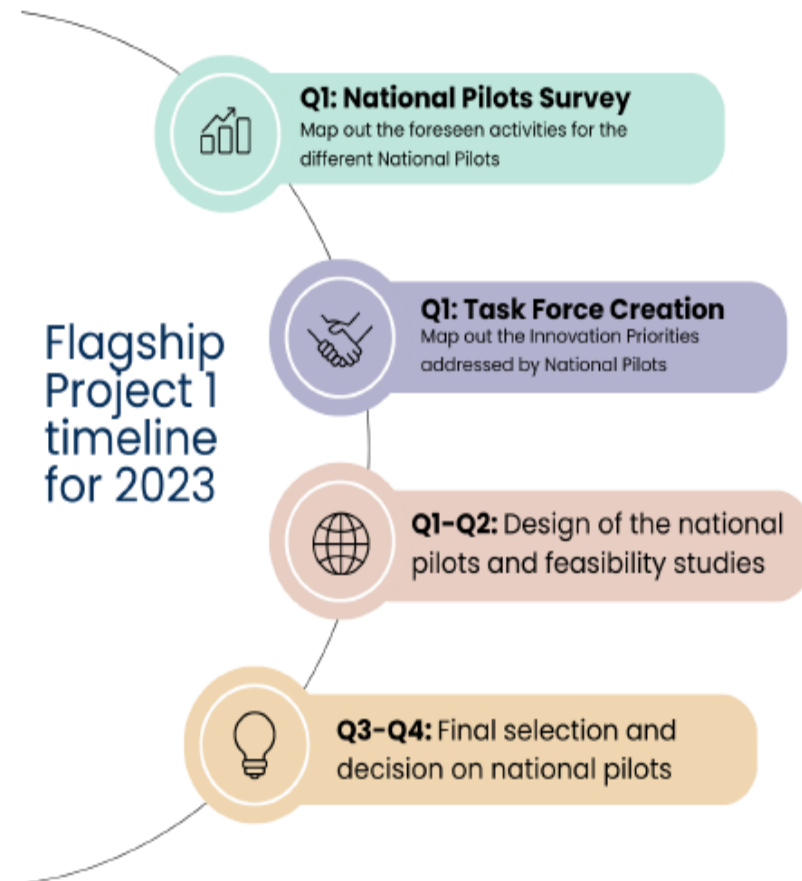 Q1: National Pilots Survey
Map out the foreseen activities for the
different National Pilots
Q1: Task Force Creation
Map out the Innovation Priorities
addressed by National Pilots
Flagship
Project 1
timeline
for 2023
Q1-Q2: Design of the national
pilots and feasibility studies
Q3-Q4: Final selection and
decision on national pilots